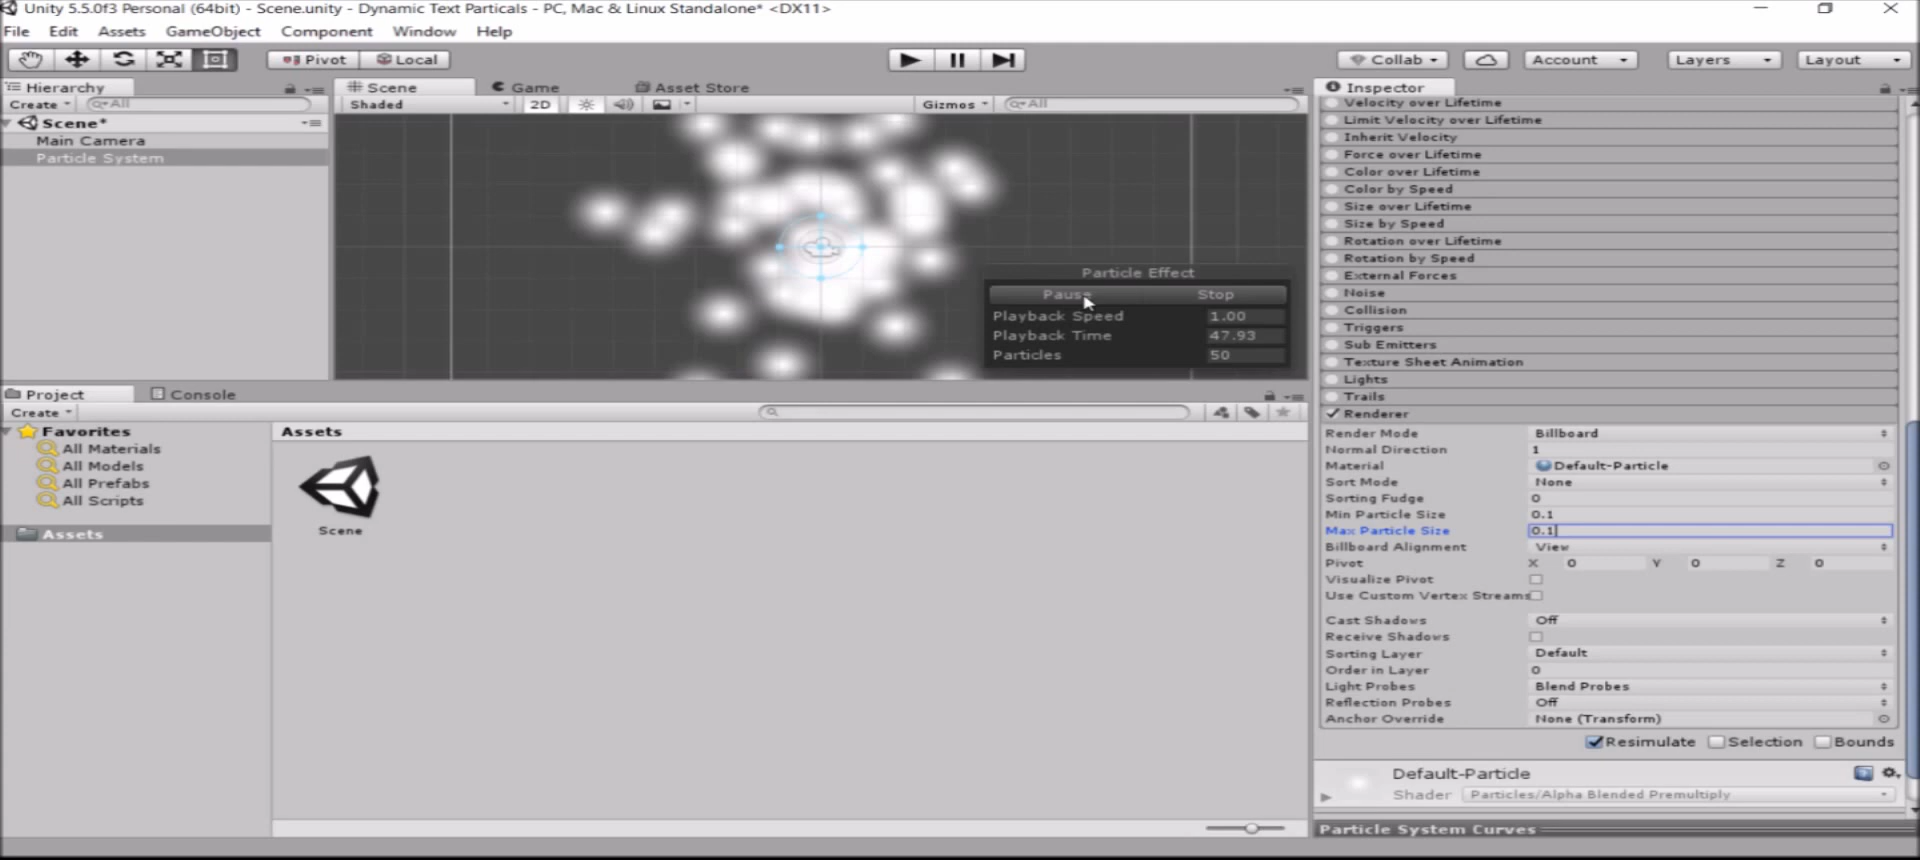 Unity 5.5.0f3 Personal (64bit) - Scene.unity - Dynamic Text Particals - PC, Mac & Linux Standalone* <DX11>
File Edit Assets GameObject Component Window Help
Pivot Local Collab Account Layers Layout
Hierarchy
Create All
Scene*
Main Camera
Particle System
Scene Game Asset Store
Shaded 2D Gizmos All
Particle Effect
Pause Stop
Playback Speed 1.00
Playback Time 47.93
Particles 50
Project Console
Create
Favorites
All Materials
All Models
All Prefabs
All Scripts
Assets
Assets
Scene
Inspector
Velocity over Lifetime
Limit Velocity over Lifetime
Inherit Velocity
Force over Lifetime
Color over Lifetime
Color by Speed
Size over Lifetime
Size by Speed
Rotation over Lifetime
Rotation by Speed
External Forces
Noise
Collision
Triggers
Sub Emitters
Texture Sheet Animation
Lights
Trails
Renderer
Render Mode Billboard
Normal Direction 1
Material Default-Particle
Sort Mode None
Sorting Fudge 0
Min Particle Size 0.1
Max Particle Size 0.1
Billboard Alignment View
Pivot X 0 Y 0 Z 0
Visualize Pivot
Use Custom Vertex Streams
Cast Shadows Off
Receive Shadows
Sorting Layer Default
Order in Layer 0
Light Probes Blend Probes
Reflection Probes Off
Anchor Override None (Transform)
Resimulate Selection Bounds
Default-Particle
Shader Particles/Alpha Blended Premultiply
Particle System Curves